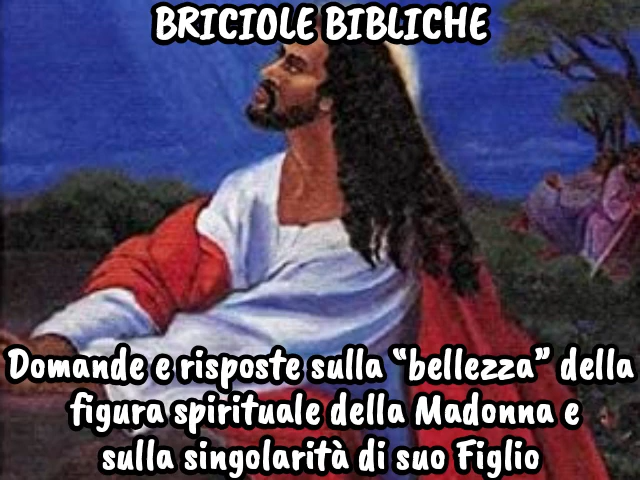 BRICIOLE BIBLICHE
Domande e risposte sulla “bellezza” della
figura spirituale della Madonna e
sulla singolarità di suo Figlio